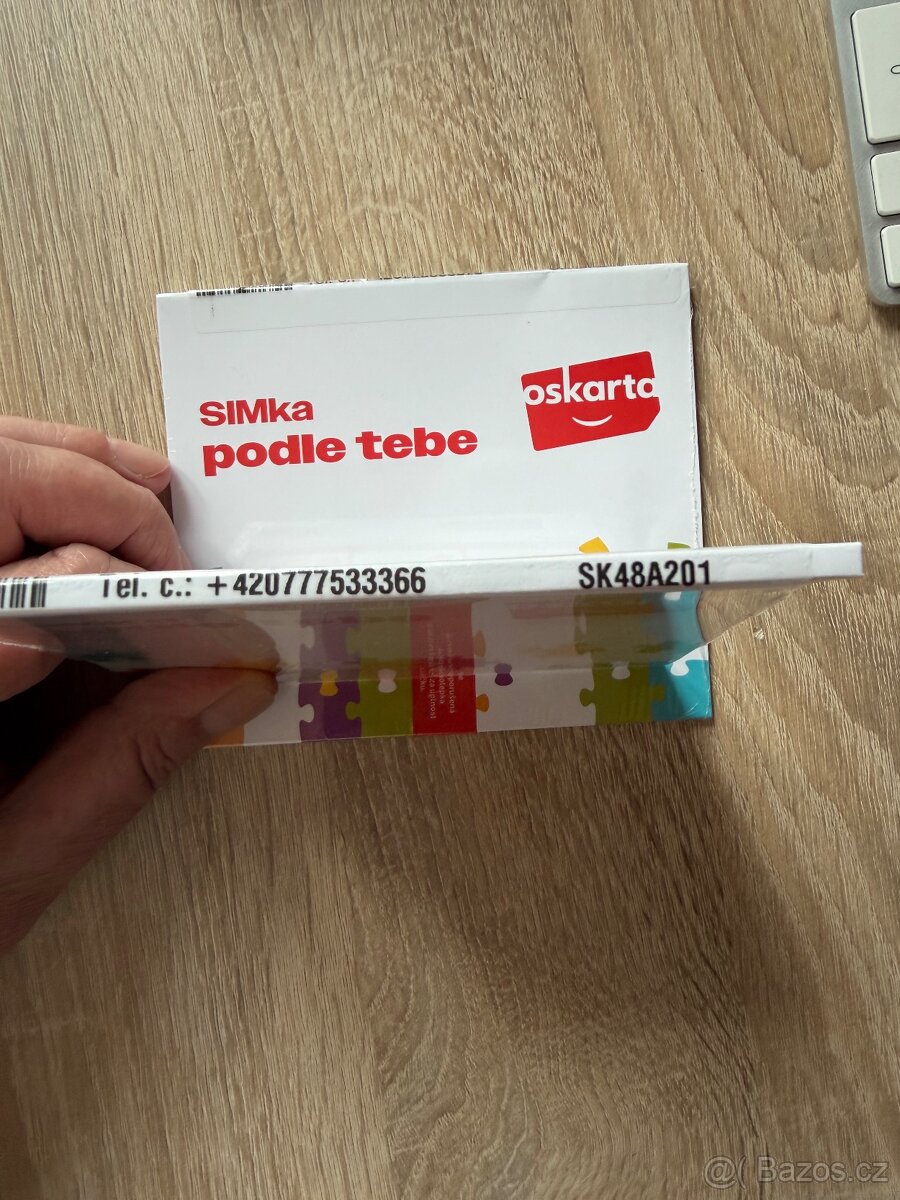 SIMka
podle tebe
oskarta
Tel. c.: +420777533366
SK48A201
@( Bazos.cz